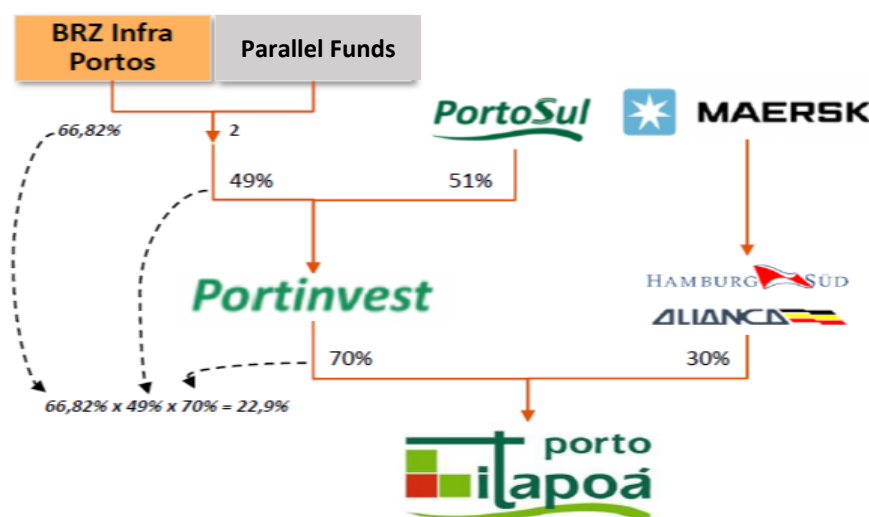 BRZ Infra
Portos
Parallel Funds
PortoSul
MAERSK
66,82%
2
49%
51%
Portinvest
HAMBURG SÜD
ALIANCA
70%
30%
66,82% x 49% x 70% = 22,9%
porto
itapoá